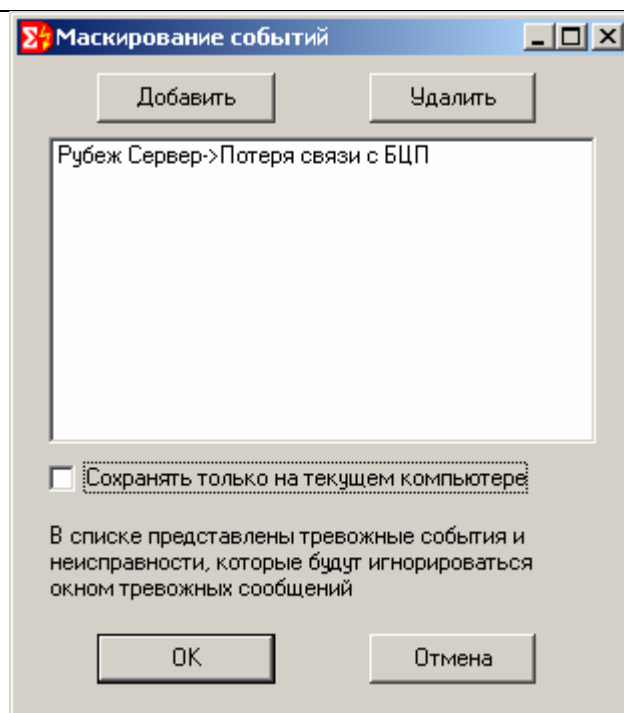 Маскирование событий
Добавить Удалить
Рубеж Сервер->Потеря связи с БЦП
Сохранять только на текущем компьютере
В списке представлены тревожные события и
неисправности, которые будут игнорироваться
окном тревожных сообщений
OK Отмена